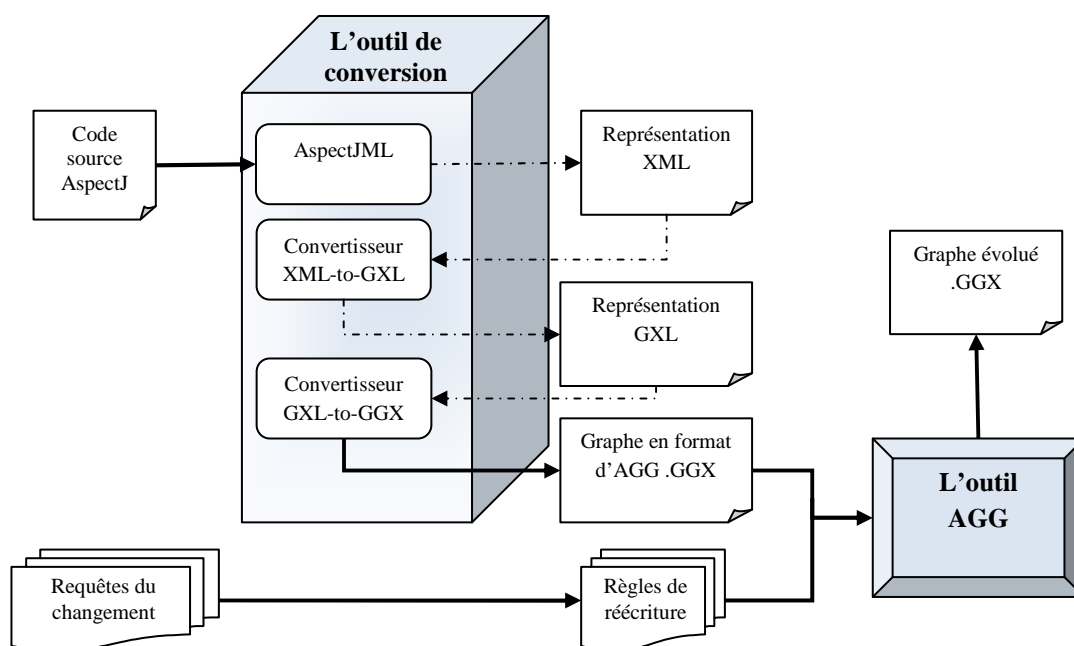 L'outil de
conversion
Code
source
AspectJ
AspectJML
Représentation
XML
Convertisseur
XML-to-GXL
Représentation
GXL
Graphe évolué
.GGX
Convertisseur
GXL-to-GGX
Graphe en format
d'AGG .GGX
L'outil
AGG
Requêtes du
changement
Règles de
réécriture